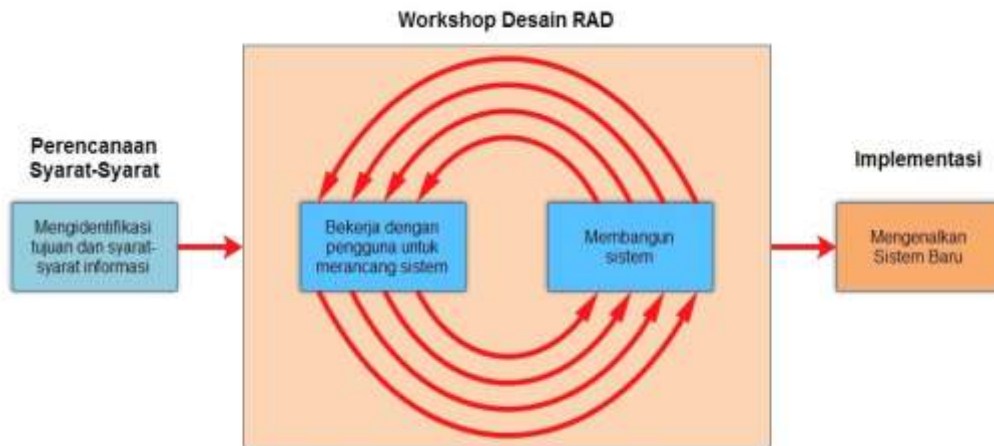 Workshop Desain RAD
Perencanaan
Syarat-Syarat
Mengidentifikasi
tujuan dan syarat-
syarat informasi
Bekerja dengan
pengguna untuk
merancang sistem
Membangun
sistem
Implementasi
Mengenalkan
Sistem Baru